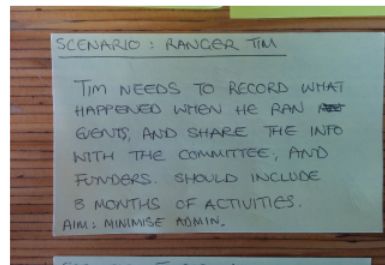 SCENARIO: RANGER TIM
TIM NEEDS TO RECORD WHAT
HAPPENED WHEN HE RAN
EVENTS, AND SHARE THE INFO
WITH THE COMMITTEE, AND
FUNDERS. SHOULD INCLUDE
3 MONTHS OF ACTIVITIES.
AIM: MINIMISE ADMIN.